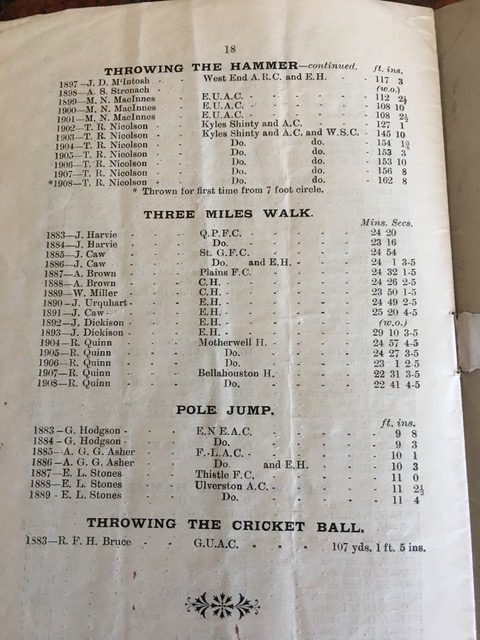 18
THROWING THE HAMMER—continued. ft. ins.
1897—J. D. M'Intosh - - West End A.R.C. and E.H. - - 117 3
1898—A. S. Stronach - - (w.o.)
1899—M. N. MacInnes - E.U.A.C. - - - - - 112 2½
1900—M. N. MacInnes - E.U.A.C. - - - - - 108 10
1901—M. N. MacInnes - E.U.A.C. - - - - - 108 2½
1902—T. R. Nicolson - - Kyles Shinty and A.C. - - - 127 1
1903—T. R. Nicolson - - Kyles Shinty and A.C. and W.S.C. - 145 10
1904—T. R. Nicolson - - Do. do. - 154 1¾
1905—T. R. Nicolson - - Do. do. - 153 3
1906—T. R. Nicolson - - Do. do. - 153 10
1907—T. R. Nicolson - - Do. do. - 156 8
*1908—T. R. Nicolson - - Do. do. - 162 8
* Thrown for first time from 7 foot circle.
THREE MILES WALK.
Mins. Secs.
1883—J. Harvie - - Q.P.F.C. - - - - - 24 20
1884—J. Harvie - - Do. - - - - - 23 16
1885—J. Caw - - St. G.F.C. - - - - - 24 54
1886—J. Caw - - Do. and E.H. - - - 24 1 3-5
1887—A. Brown - - Plains F.C. - - - - 24 32 1-5
1888—A. Brown - - C.H. - - - - - 24 26 2-5
1889—W. Miller - - C.H. - - - - - 23 50 1-5
1890—J. Urquhart - - E.H. - - - - - 24 49 2-5
1891—J. Caw - - E.H. - - - - - 25 20 4-5
1892—J. Dickison - - E.H. - - - - - (w.o.)
1893—J. Dickison - - E.H. - - - - - 29 10 3-5
1904—R. Quinn - - Motherwell H. - - - - 24 57 4-5
1905—R. Quinn - - Do. - - - - 24 27 3-5
1906—R. Quinn - - Do. - - - - 23 1 2 5
1907—R. Quinn - - Bellahouston H. - - - - 22 31 3-5
1908—R. Quinn - - Do. - - - - 22 41 4-5
POLE JUMP.
ft. ins.
1883—G. Hodgson - - E.N E.A.C. - - - - 9 8
1884—G. Hodgson - - Do. - - - - 9 3
1885—A. G. G. Asher - F.-L.A.C. - - - - 10 1
1886—A. G. G. Asher - Do. and E.H. - - 10 3
1887—E. L. Stones - - Thistle F.C. - - - - 11 0
1888—E. L. Stones - - Ulverston A.C. - - - - 11 2½
1889 - E. L. Stones - - Do. - - - - 11 4
THROWING THE CRICKET BALL.
1883—R. F. H. Bruce - - G.U.A.C. - - - - 107 yds. 1 ft. 5 ins.